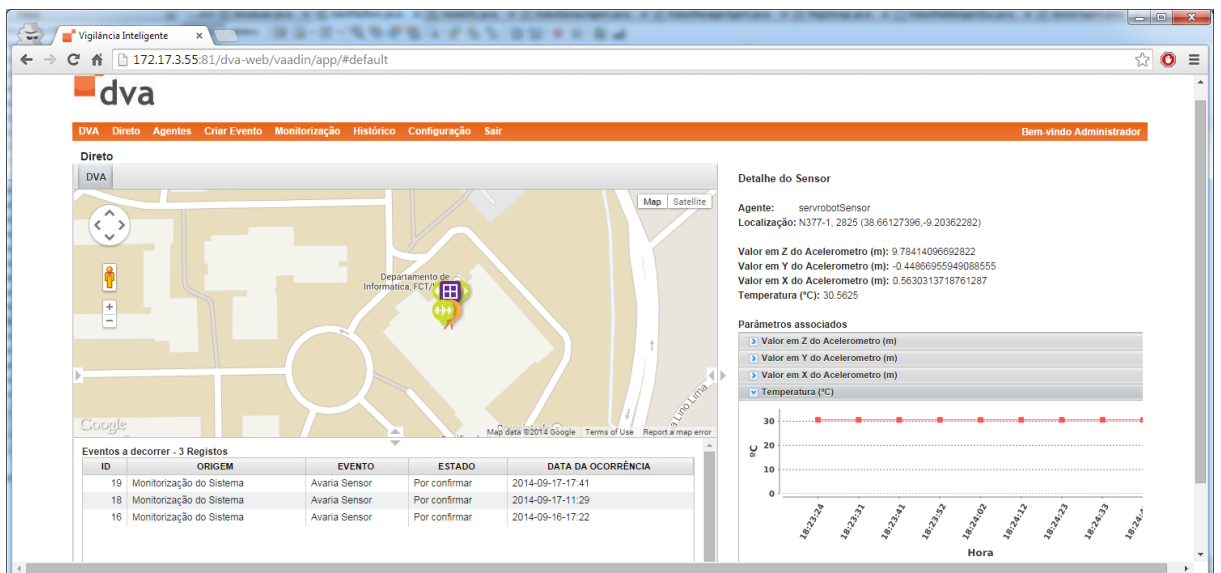 Vigilância Inteligente
172.17.3.55:81/dva-web/vaadin/app/#default
dva
DVA Direto Agentes Criar Evento Monitorização Histórico Configuração Sair Bem-vindo Administrador
Direto
DVA
Map Satellite
Departamento de
Informática, FCT/
Lino Lima
Google
Map data ©2014 Google Terms of Use Report a map error
Eventos a decorrer - 3 Registos
ID ORIGEM EVENTO ESTADO DATA DA OCORRÊNCIA
19 Monitorização do Sistema Avaria Sensor Por confirmar 2014-09-17-17:41
18 Monitorização do Sistema Avaria Sensor Por confirmar 2014-09-17-11:29
16 Monitorização do Sistema Avaria Sensor Por confirmar 2014-09-16-17:22
Detalhe do Sensor
Agente: servrobotSensor
Localização: N377-1, 2825 (38.66127396,-9.20362282)
Valor em Z do Acelerometro (m): 9.78414096692822
Valor em Y do Acelerometro (m): -0.44866955949088555
Valor em X do Acelerometro (m): 0.5630313718761287
Temperatura (ºC): 30.5625
Parâmetros associados
Valor em Z do Acelerometro (m)
Valor em Y do Acelerometro (m)
Valor em X do Acelerometro (m)
Temperatura (ºC)
30
20
10
0
ºC
18:23:24 18:23:31 18:23:41 18:23:52 18:24:02 18:24:12 18:24:23 18:24:33 18:24:
Hora